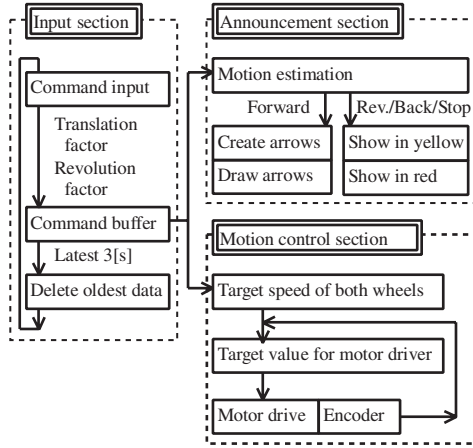 Input section
Command input
Translation
factor
Revolution
factor
Command buffer
Latest 3[s]
Delete oldest data
Announcement section
Motion estimation
Forward
Rev./Back/Stop
Create arrows
Show in yellow
Draw arrows
Show in red
Motion control section
Target speed of both wheels
Target value for motor driver
Motor drive
Encoder